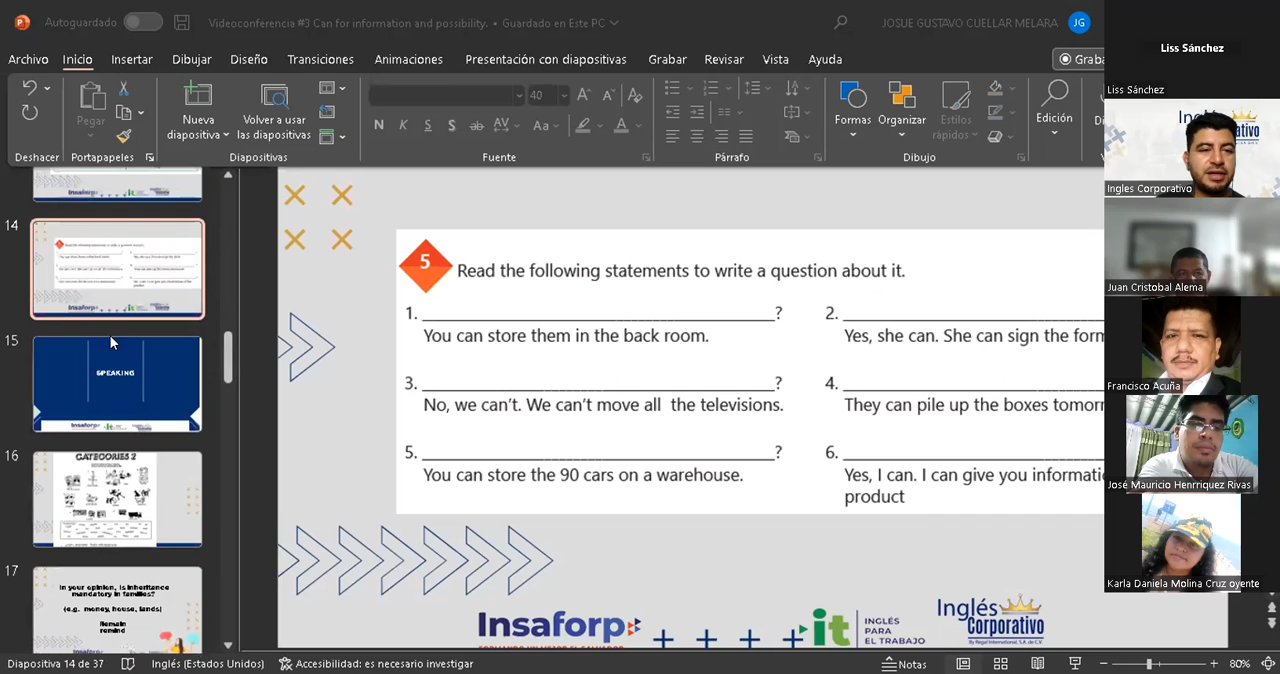 Autoguardado
Videoconferencia #3 Can for information and possibility. • Guardado en Este PC
JOSUE GUSTAVO CUELLAR MELARA
JG
Archivo Inicio Insertar Dibujar Diseño Transiciones Animaciones Presentación con diapositivas Grabar Revisar Vista Ayuda
Graba
Pegar
Nueva diapositiva
Volver a usar las diapositivas
40
N K S S ab AV Aa A
Formas Organizar Estilos rápidos Edición
Deshacer Portapapeles Diapositivas Fuente Párrafo Dibujo
14
15
SPEAKING
16
CATEGORIES 2
17
In your opinion, is inheritance
mandatory in families?
(e.g. money, house, lands)
Remain
remind
5
Read the following statements to write a question about it.
1. ?
You can store them in the back room.
2.
Yes, she can. She can sign the form
3. ?
No, we can't. We can't move all the televisions.
4.
They can pile up the boxes tomorr
5. ?
You can store the 90 cars on a warehouse.
6.
Yes, I can. I can give you informati
product
Insaforp
it
INGLÉS
PARA
EL TRABAJO
Inglés
Corporativo
Liss Sánchez
Liss Sánchez
Ingles Corporativo
Juan Cristobal Alema
Francisco Acuña
José Mauricio Henrriquez Rivas
Karla Daniela Molina Cruz oyente
Diapositiva 14 de 37
Inglés (Estados Unidos)
Accesibilidad: es necesario investigar
Notas
80%